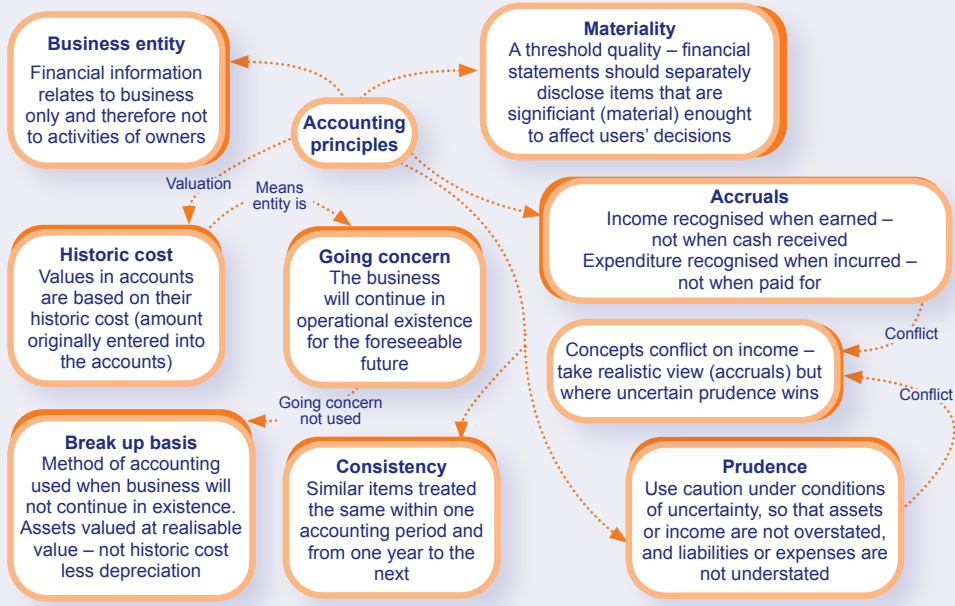 Business entity
Financial information
relates to business
only and therefore not
to activities of owners
Materiality
A threshold quality – financial
statements should separately
disclose items that are
significant (material) enought
to affect users' decisions
Accounting
principles
Valuation
Means
entity is
Historic cost
Values in accounts
are based on their
historic cost (amount
originally entered into
the accounts)
Going concern
The business
will continue in
operational existence
for the foreseeable
future
Accruals
Income recognised when earned –
not when cash received
Expenditure recognised when incurred –
not when paid for
Conflict
Concepts conflict on income –
take realistic view (accruals) but
where uncertain prudence wins
Conflict
Going concern
not used
Break up basis
Method of accounting
used when business will
not continue in existence.
Assets valued at realisable
value – not historic cost
less depreciation
Consistency
Similar items treated
the same within one
accounting period and
from one year to the
next
Prudence
Use caution under conditions
of uncertainty, so that assets
or income are not overstated,
and liabilities or expenses are
not understated